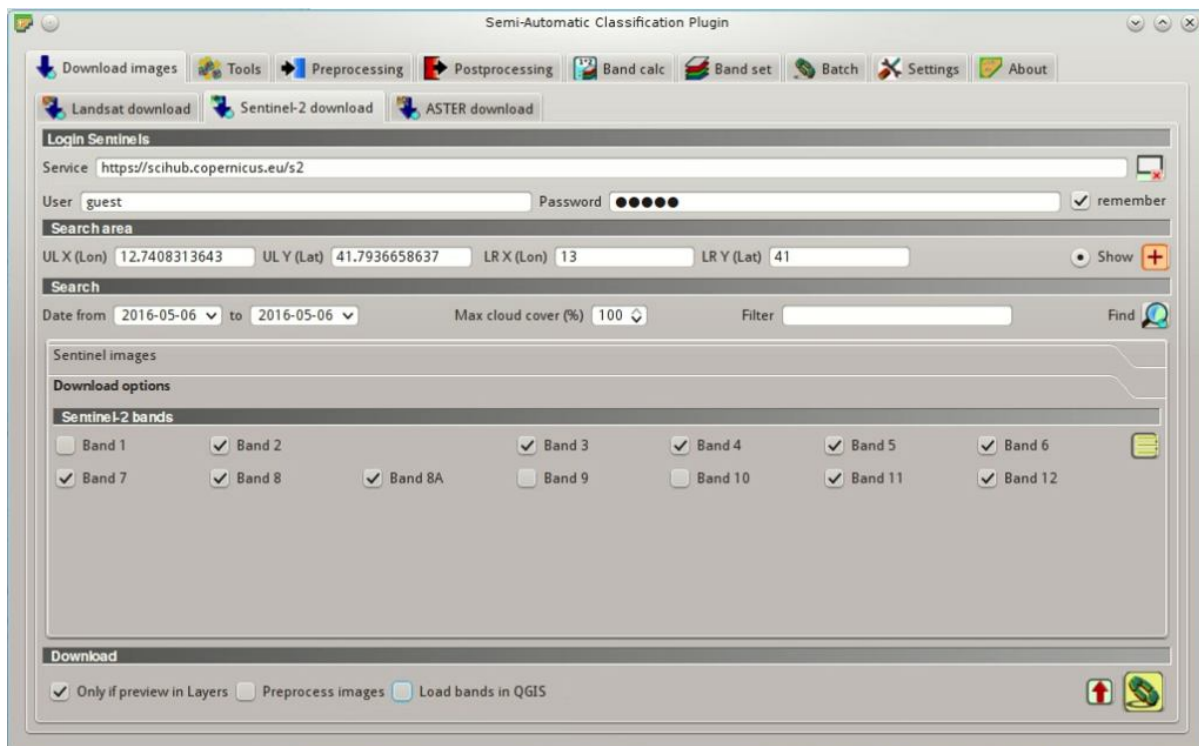 Semi-Automatic Classification Plugin
Download images Tools Preprocessing Postprocessing Band calc Band set Batch Settings About
Landsat download Sentinel-2 download ASTER download
Login Sentinels
Service https://scihub.copernicus.eu/s2
User guest Password ●●●●● remember
Search area
UL X (Lon) 12.7408313643 UL Y (Lat) 41.7936658637 LR X (Lon) 13 LR Y (Lat) 41 Show
Search
Date from 2016-05-06 to 2016-05-06 Max cloud cover (%) 100 Filter Find
Sentinel images
Download options
Sentinel-2 bands
Band 1 Band 2 Band 3 Band 4 Band 5 Band 6
Band 7 Band 8 Band 8A Band 9 Band 10 Band 11 Band 12
Download
Only if preview in Layers Preprocess images Load bands in QGIS